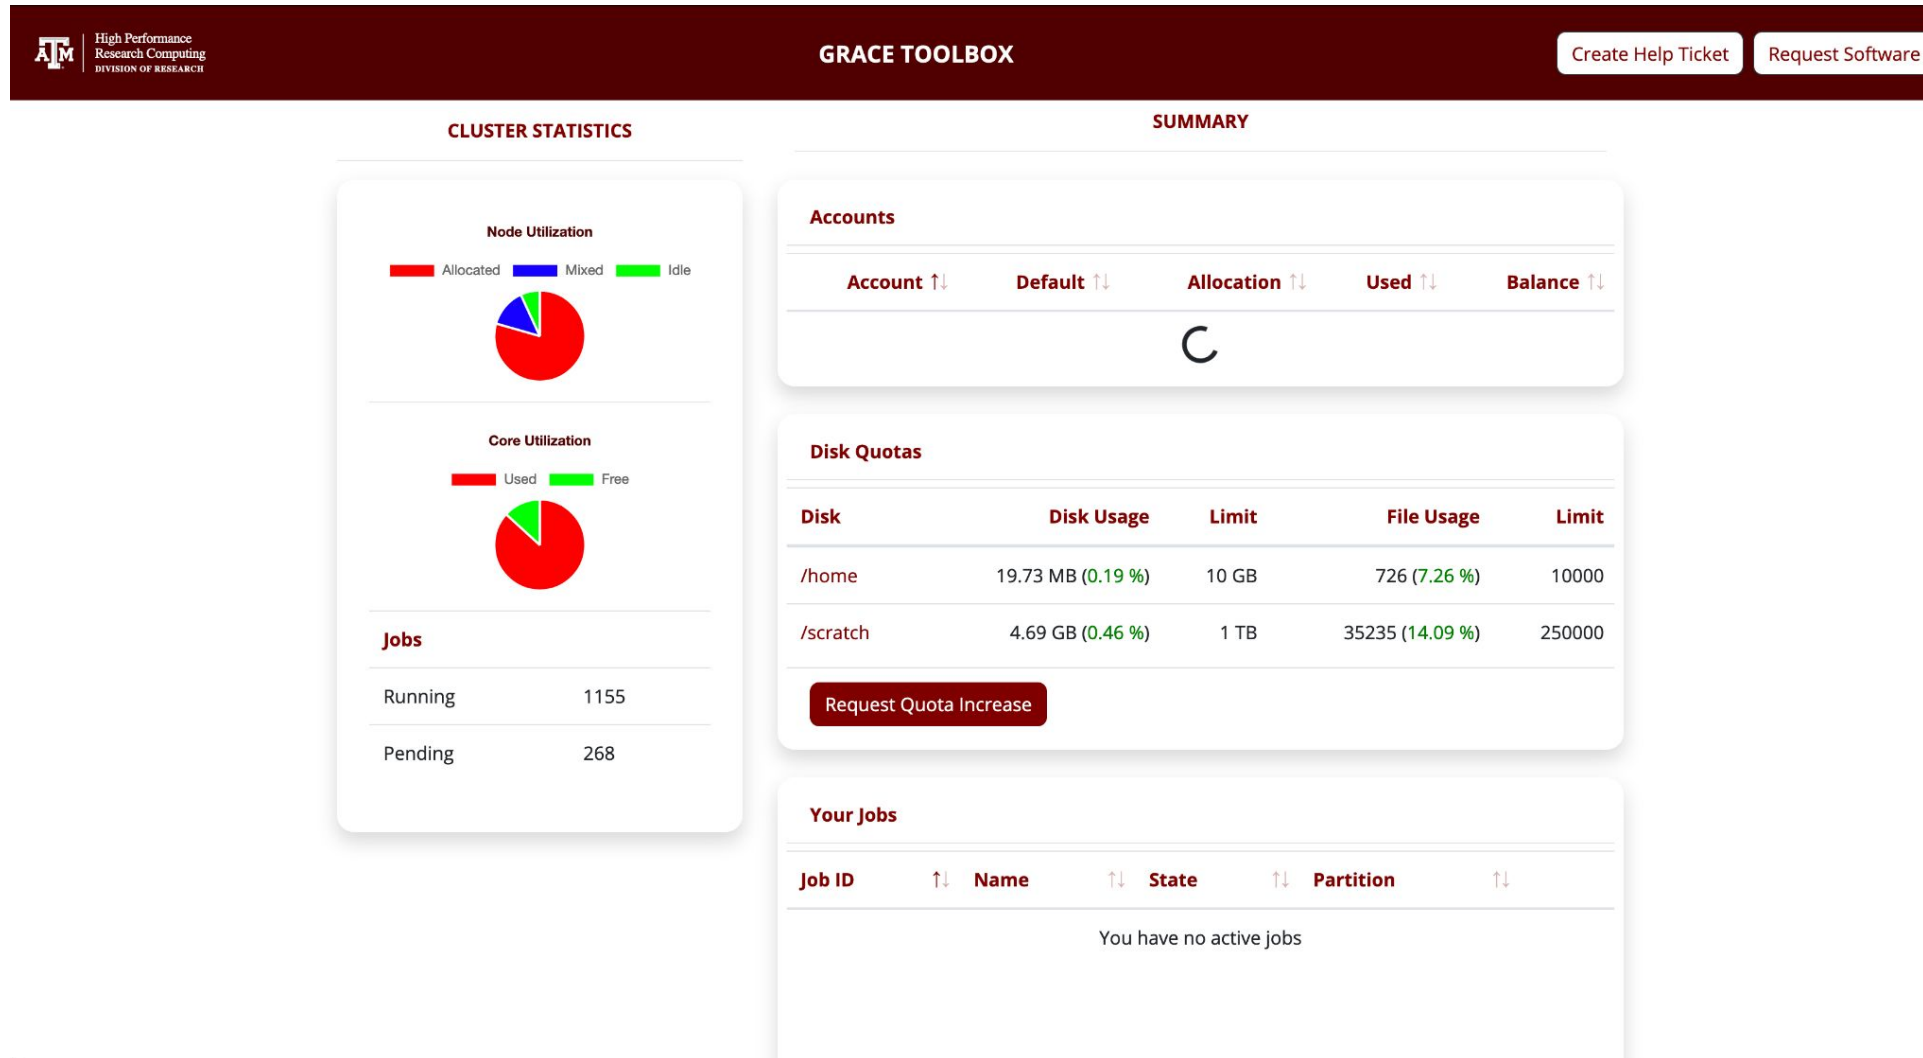 ĀTM
High Performance
Research Computing
DIVISION OF RESEARCH
GRACE TOOLBOX
Create Help Ticket
Request Software
CLUSTER STATISTICS
Node Utilization
Allocated Mixed Idle
Core Utilization
Used Free
Jobs
Running 1155
Pending 268
SUMMARY
Accounts
Account ↑↓ Default ↑↓ Allocation ↑↓ Used ↑↓ Balance ↑↓
Disk Quotas
Disk Disk Usage Limit File Usage Limit
/home 19.73 MB (0.19 %) 10 GB 726 (7.26 %) 10000
/scratch 4.69 GB (0.46 %) 1 TB 35235 (14.09 %) 250000
Request Quota Increase
Your Jobs
Job ID ↑↓ Name ↑↓ State ↑↓ Partition ↑↓
You have no active jobs